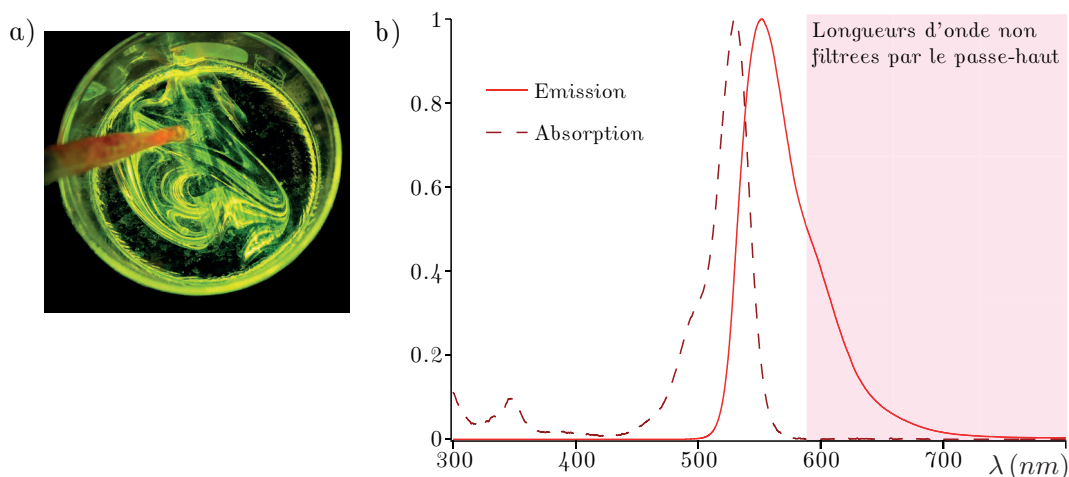 a)
b)
1
0.8
0.6
0.4
0.2
0
Emission
Absorption
Longueurs d'onde non
filtrees par le passe-haut
300 400 500 600 700 λ (nm)